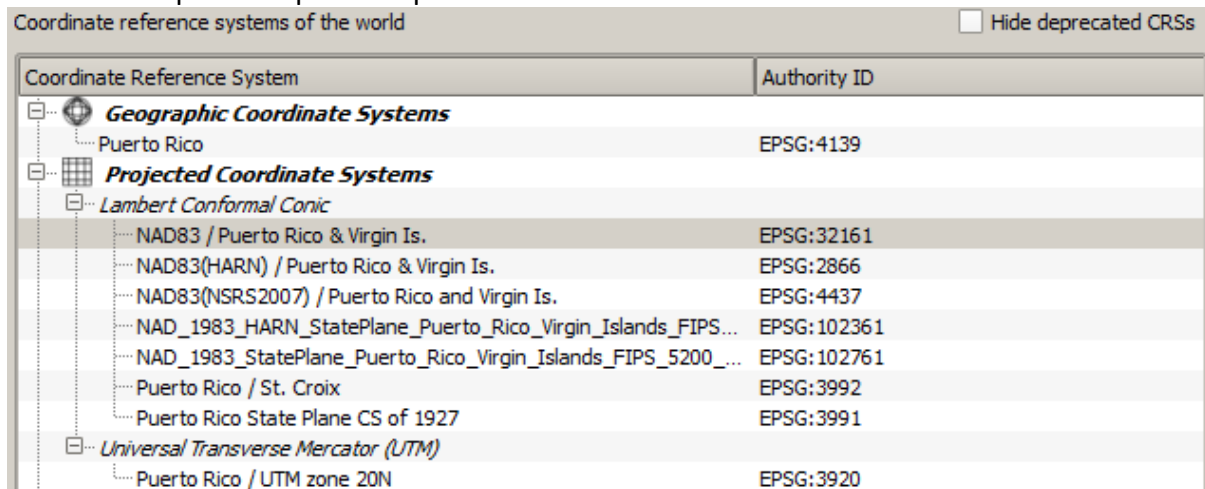 Coordinate reference systems of the world Hide deprecated CRSs
Coordinate Reference System Authority ID
Geographic Coordinate Systems
Puerto Rico EPSG:4139
Projected Coordinate Systems
Lambert Conformal Conic
NAD83 / Puerto Rico & Virgin Is. EPSG:32161
NAD83(HARN) / Puerto Rico & Virgin Is. EPSG:2866
NAD83(NSRS2007) / Puerto Rico and Virgin Is. EPSG:4437
NAD_1983_HARN_StatePlane_Puerto_Rico_Virgin_Islands_FIPS... EPSG:102361
NAD_1983_StatePlane_Puerto_Rico_Virgin_Islands_FIPS_5200_... EPSG:102761
Puerto Rico / St. Croix EPSG:3992
Puerto Rico State Plane CS of 1927 EPSG:3991
Universal Transverse Mercator (UTM)
Puerto Rico / UTM zone 20N EPSG:3920